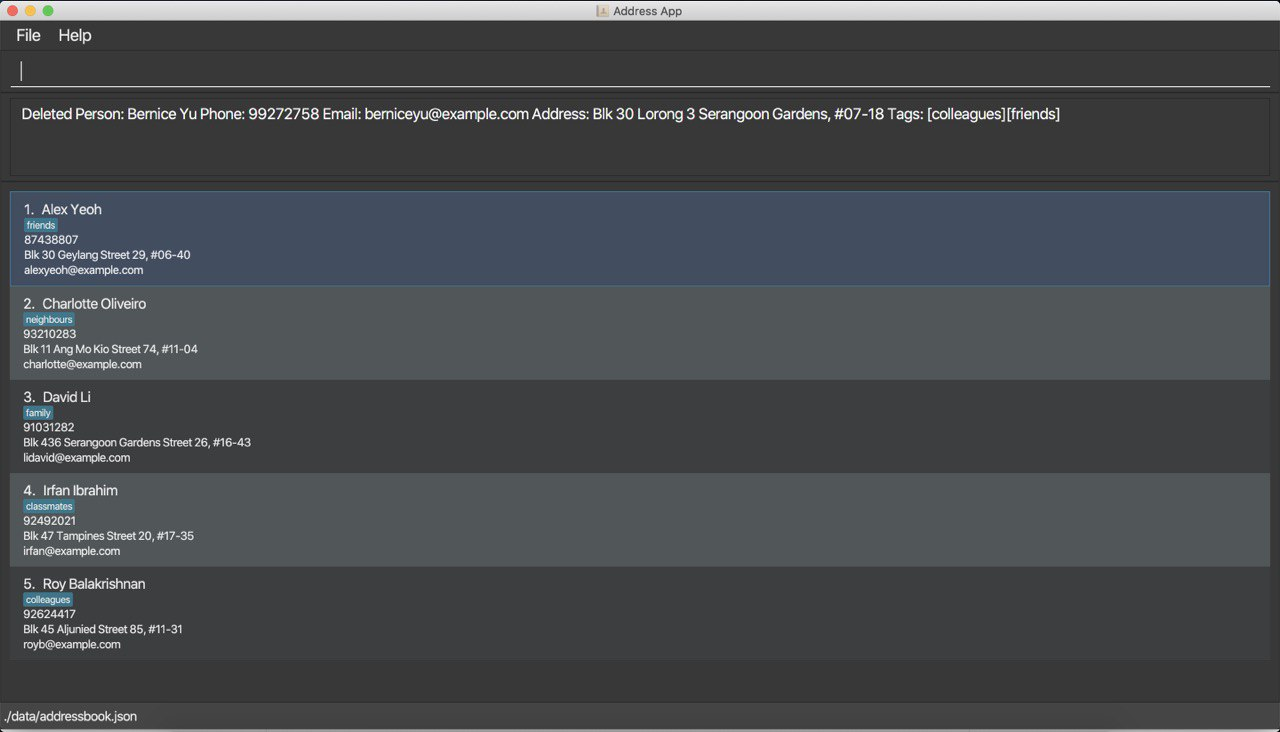 Address App
File Help
Deleted Person: Bernice Yu Phone: 99272758 Email: berniceyu@example.com Address: Blk 30 Lorong 3 Serangoon Gardens, #07-18 Tags: [colleagues][friends]
1. Alex Yeoh
friends
87438807
Blk 30 Geylang Street 29, #06-40
alexyeoh@example.com
2. Charlotte Oliveiro
neighbours
93210283
Blk 11 Ang Mo Kio Street 74, #11-04
charlotte@example.com
3. David Li
family
91031282
Blk 436 Serangoon Gardens Street 26, #16-43
lidavid@example.com
4. Irfan Ibrahim
classmates
92492021
Blk 47 Tampines Street 20, #17-35
irfan@example.com
5. Roy Balakrishnan
colleagues
92624417
Blk 45 Aljunied Street 85, #11-31
royb@example.com
./data/addressbook.json